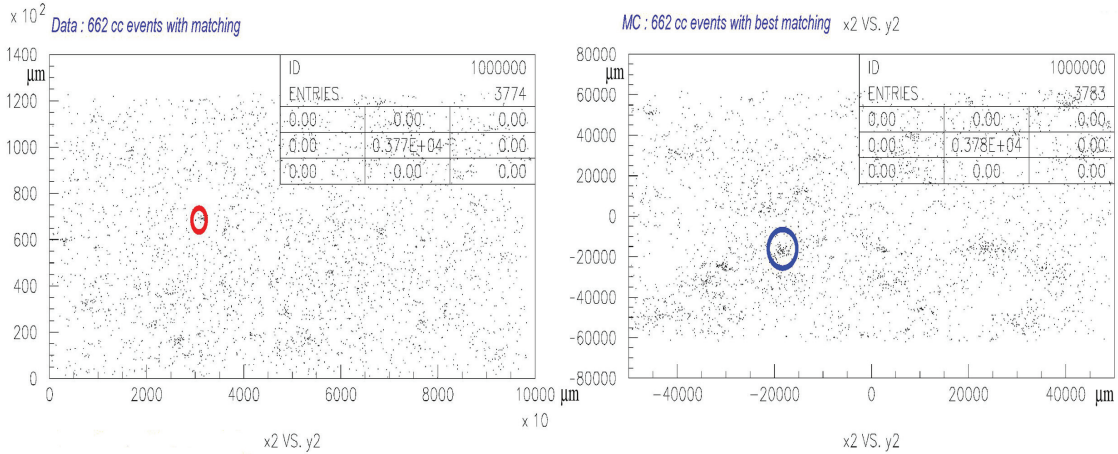 x 10²
Data : 662 cc events with matching
1400
µm
1200
1000
800
600
400
200
0
0 2000 4000 6000 8000 10000 µm
x 10
x2 VS. y2
ID 1000000
ENTRIES 3774
0.00 0.00 0.00
0.00 0.377E+04 0.00
0.00 0.00 0.00
MC : 662 cc events with best matching x2 VS. y2
80000
µm
60000
40000
20000
0
-20000
-40000
-60000
-80000
-40000 -20000 0 20000 40000 µm
x2 VS. y2
ID 1000000
ENTRIES 3783
0.00 0.00 0.00
0.00 0.378E+04 0.00
0.00 0.00 0.00